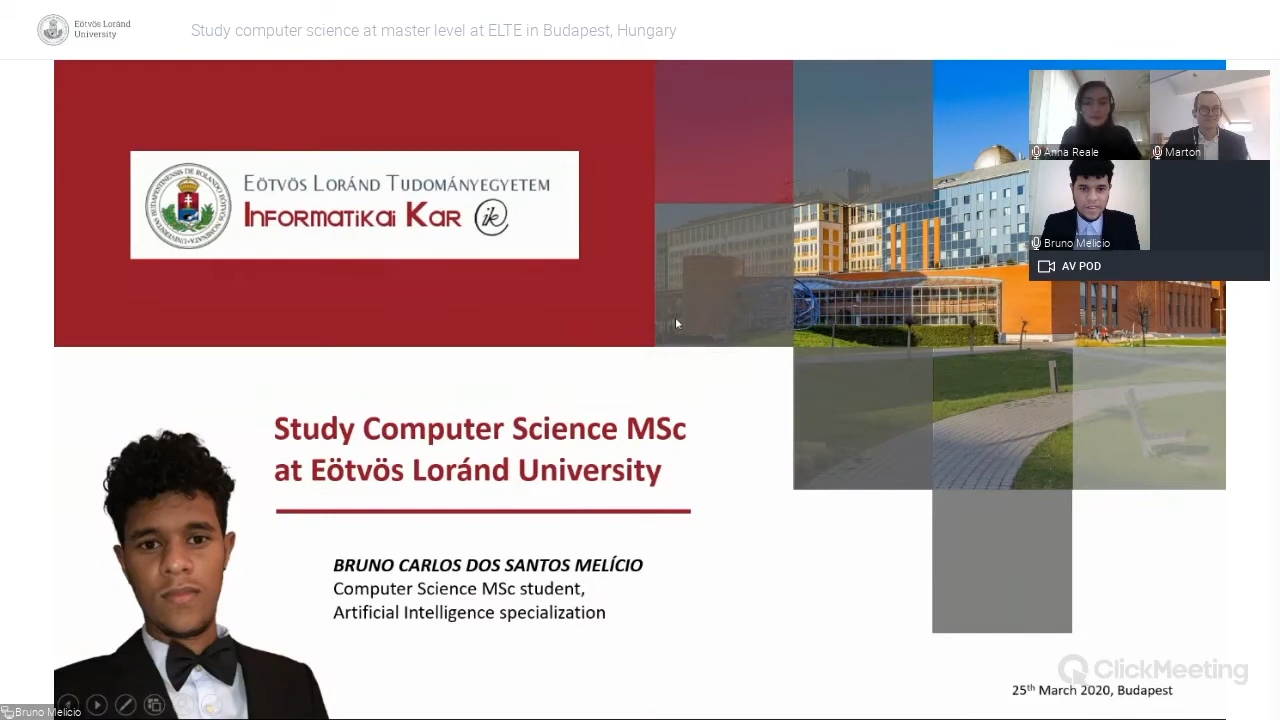 Eötvös Loránd
University
Study computer science at master level at ELTE in Budapest, Hungary
EÖTVÖS LORÁND TUDOMÁNYEGYETEM
Informatikai Kar
ik
Anna Reale
Marton
Bruno Melicio
AV POD
Study Computer Science MSc
at Eötvös Loránd University
BRUNO CARLOS DOS SANTOS MELÍCIO
Computer Science MSc student,
Artificial Intelligence specialization
ClickMeeting
25th March 2020, Budapest
Bruno Melicio